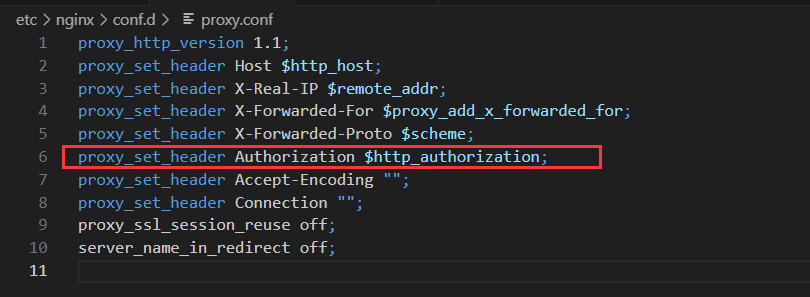 etc > nginx > conf.d > proxy.conf
1 proxy_http_version 1.1;
2 proxy_set_header Host $http_host;
3 proxy_set_header X-Real-IP $remote_addr;
4 proxy_set_header X-Forwarded-For $proxy_add_x_forwarded_for;
5 proxy_set_header X-Forwarded-Proto $scheme;
6 proxy_set_header Authorization $http_authorization;
7 proxy_set_header Accept-Encoding "";
8 proxy_set_header Connection "";
9 proxy_ssl_session_reuse off;
10 server_name_in_redirect off;
11